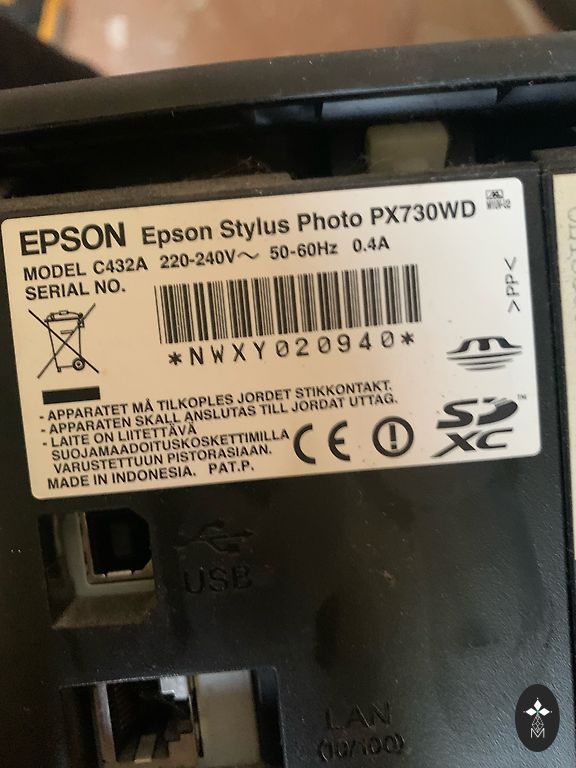 EPSON Epson Stylus Photo PX730WD
MODEL C432A 220-240V～ 50-60Hz 0.4A
SERIAL NO.
*NWXY020940*
>PP<
- APPARATET MÅ TILKOPLES JORDET STIKKONTAKT.
- APPARATEN SKALL ANSLUTAS TILL JORDAT UTTAG.
- LAITE ON LIITETTÄVÄ
SUOJAMAADOITUSKOSKETTIMILLA
VARUSTETTUUN PISTORASIAAN.
MADE IN INDONESIA. PAT.P.
CE
SD XC™
USB
LAN
(10/100)